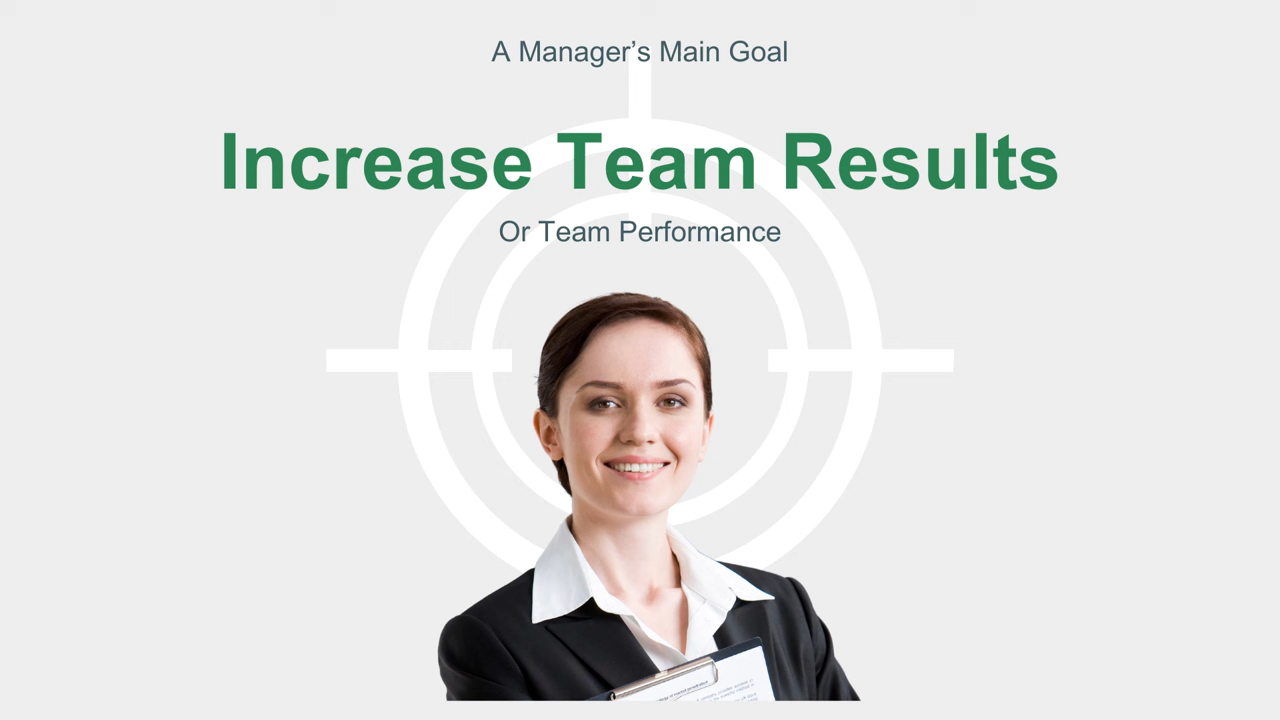 A Manager’s Main Goal
Increase Team Results
Or Team Performance